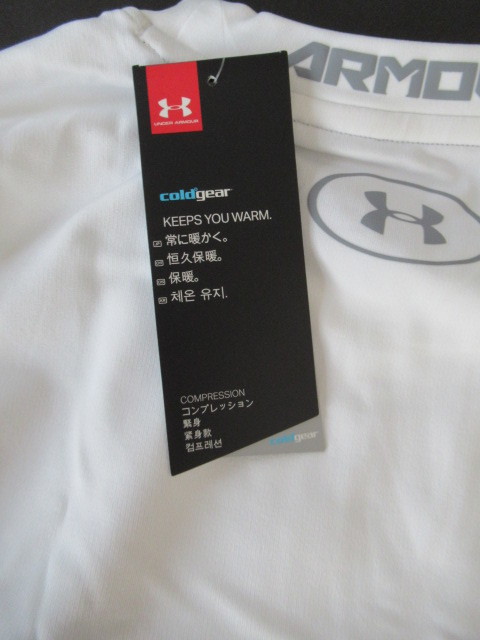 ARMOU
UNDER ARMOUR
coldgear
KEEPS YOU WARM.
常に暖かく。
恒久保暖。
保暖。
체온 유지.
COMPRESSION
コンプレッション
緊身
紧身款
컴프레션
coldgear